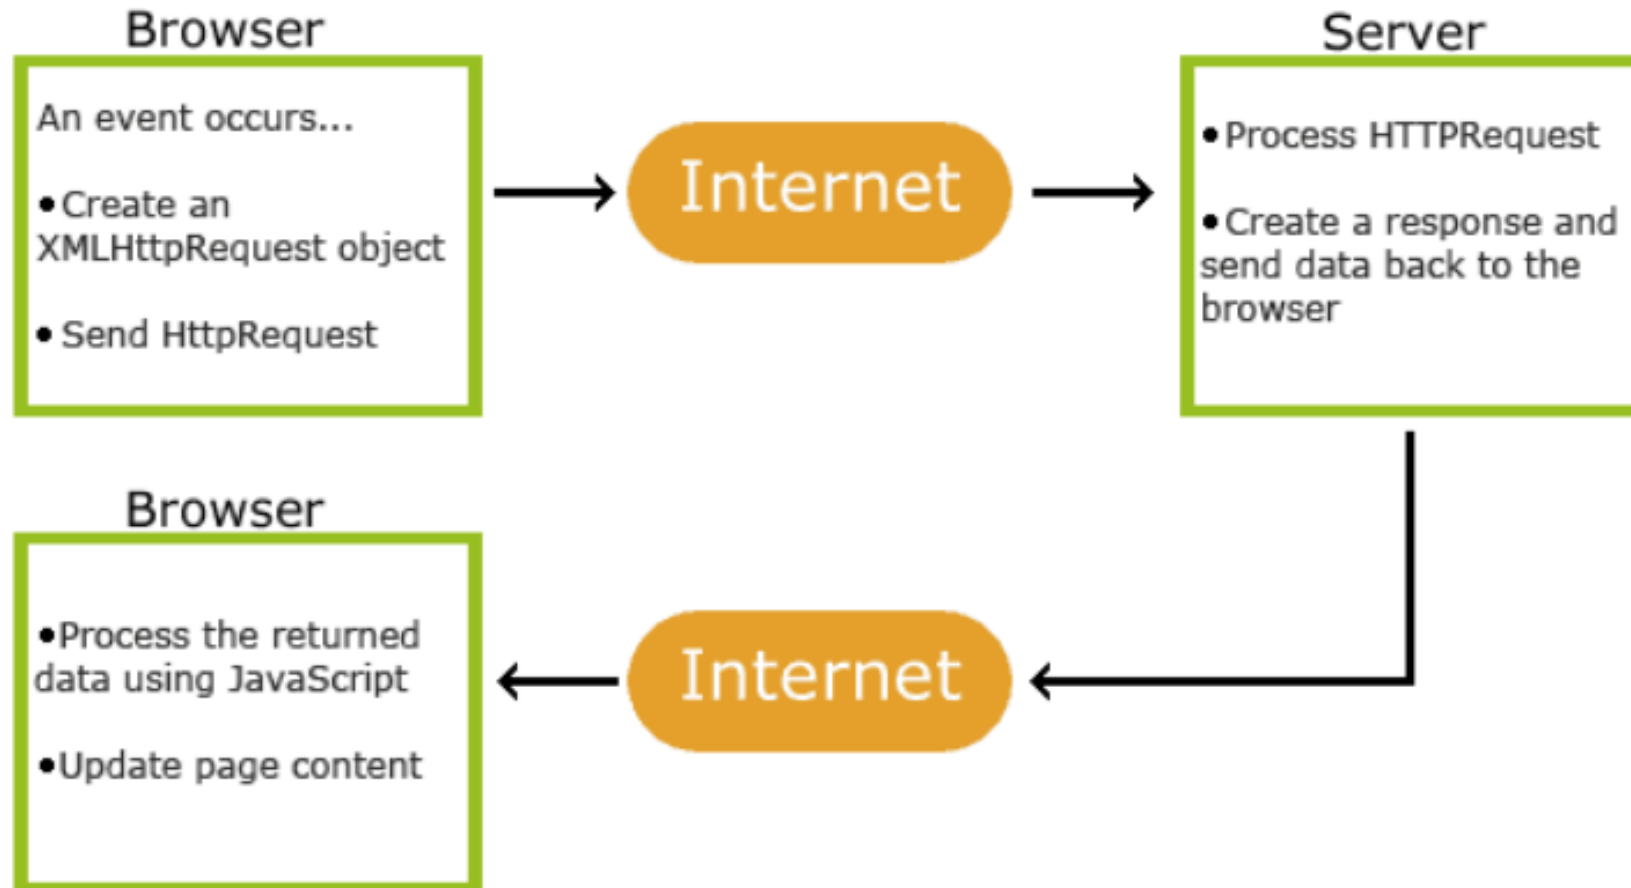 Browser
An event occurs...
•Create an
XMLHttpRequest object
• Send HttpRequest
Internet
Server
•Process HTTPRequest
•Create a response and
send data back to the
browser
Browser
•Process the returned
data using JavaScript
•Update page content
Internet